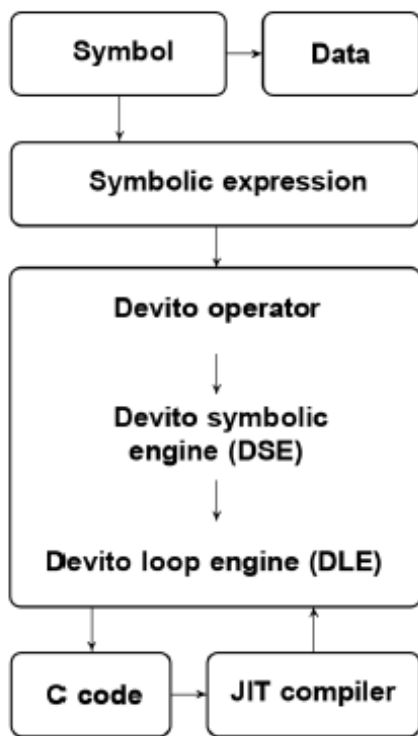 Symbol
Data
Symbolic expression
Devito operator
Devito symbolic
engine (DSE)
Devito loop engine (DLE)
C code
JIT compiler